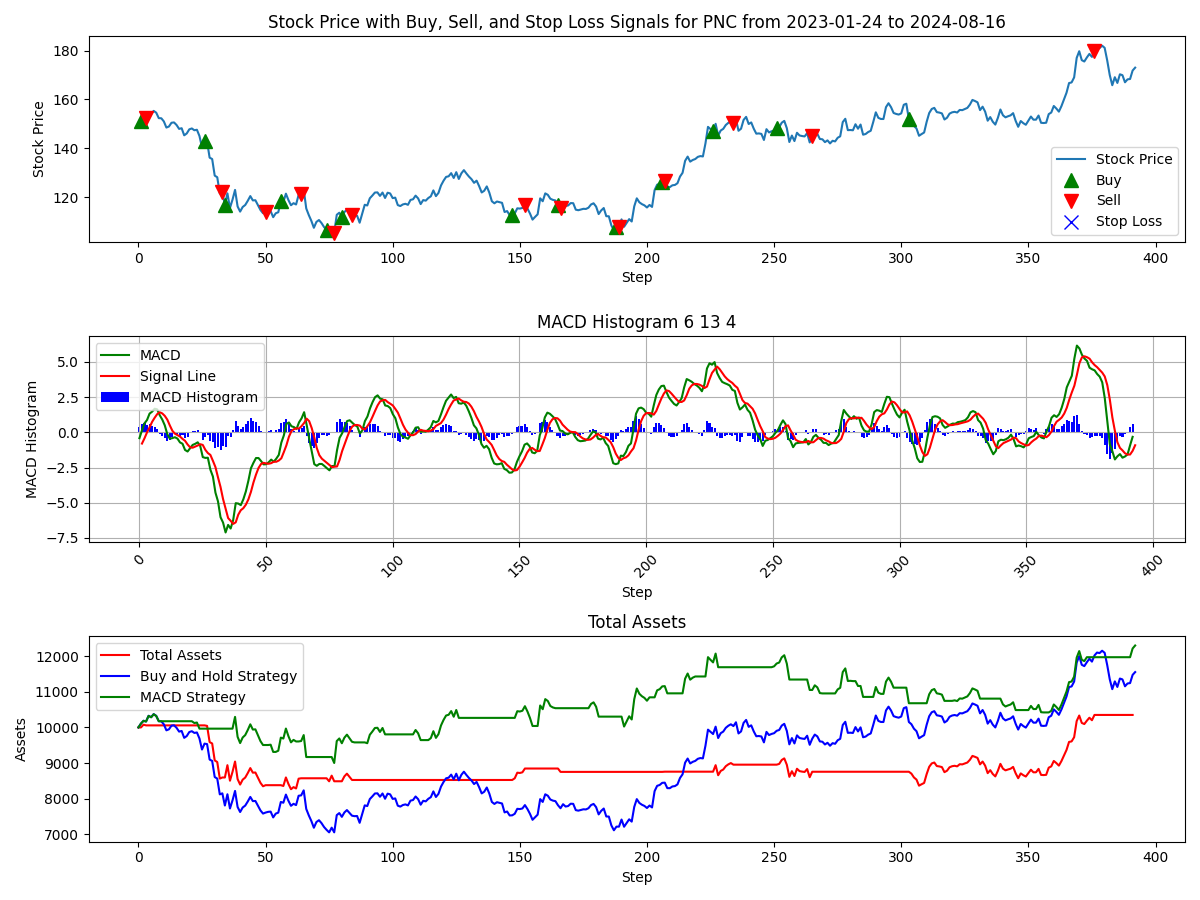 Stock Price with Buy, Sell, and Stop Loss Signals for PNC from 2023-01-24 to 2024-08-16
180
160
140
120
Stock Price
Stock Price
Buy
Sell
Stop Loss
0 50 100 150 200 250 300 350 400
Step
MACD Histogram 6 13 4
5.0
2.5
0.0
−2.5
−5.0
−7.5
MACD Histogram
MACD
Signal Line
MACD Histogram
0 50 100 150 200 250 300 350 400
Step
Total Assets
12000
11000
10000
9000
8000
7000
Assets
Total Assets
Buy and Hold Strategy
MACD Strategy
0 50 100 150 200 250 300 350 400
Step